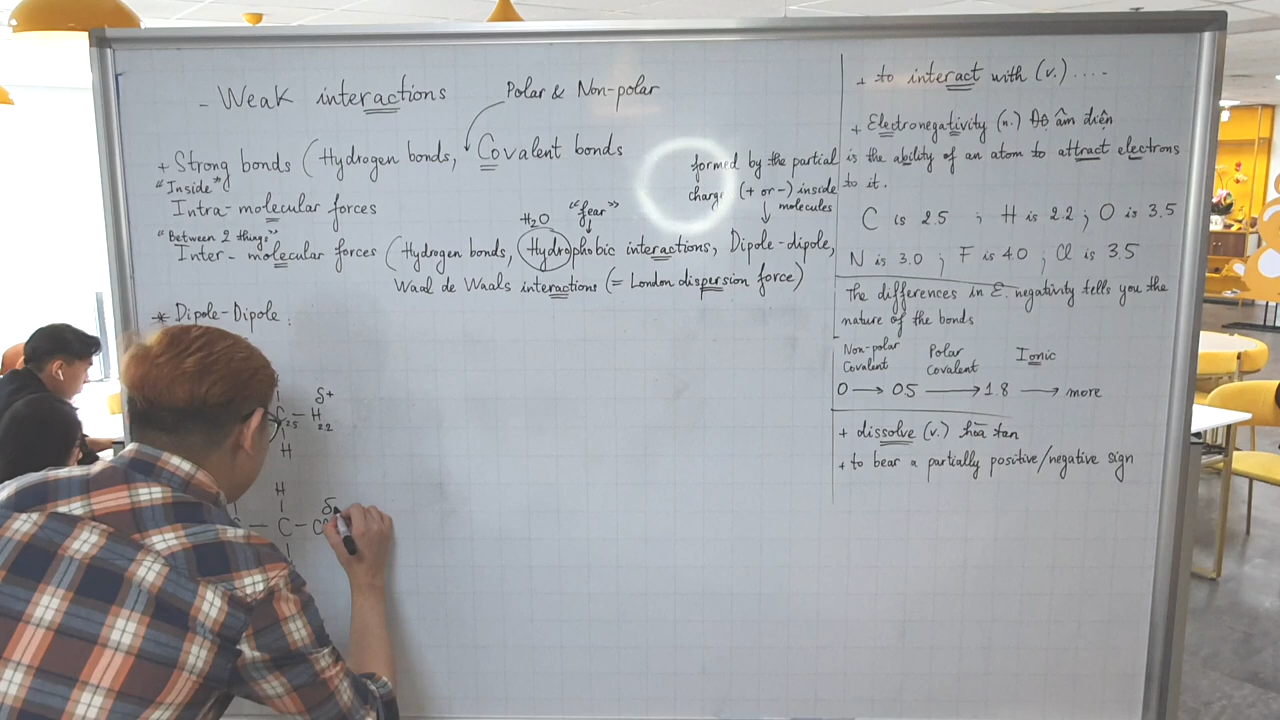 - Weak interactions
Polar & Non-polar
+ Strong bonds (Hydrogen bonds, Covalent bonds
"Inside"
Intra-molecular forces
"Between 2 things"
H₂O "fear"
Inter-molecular forces (Hydrogen bonds, Hydrophobic interactions, Dipole-dipole,
Waal de Waals interactions (= London dispersion force)
formed by the partial
charge (+ or -) inside
molecules
* Dipole-Dipole:
δ+
C - H
2.5 2.2
H
H
δ
C - C
+ to interact with (v.) ....
+ Electronegativity (n.) Độ âm điện
is the ability of an atom to attract electrons
to it.
C is 2.5 ; H is 2.2 ; O is 3.5
N is 3.0 ; F is 4.0 ; Cl is 3.5
The differences in E. negativity tells you the
nature of the bonds
Non-polar Covalent
Polar Covalent
Ionic
0 → 0.5 → 1.8 → more
+ dissolve (v.) hòa tan
+ to bear a partially positive/negative sign